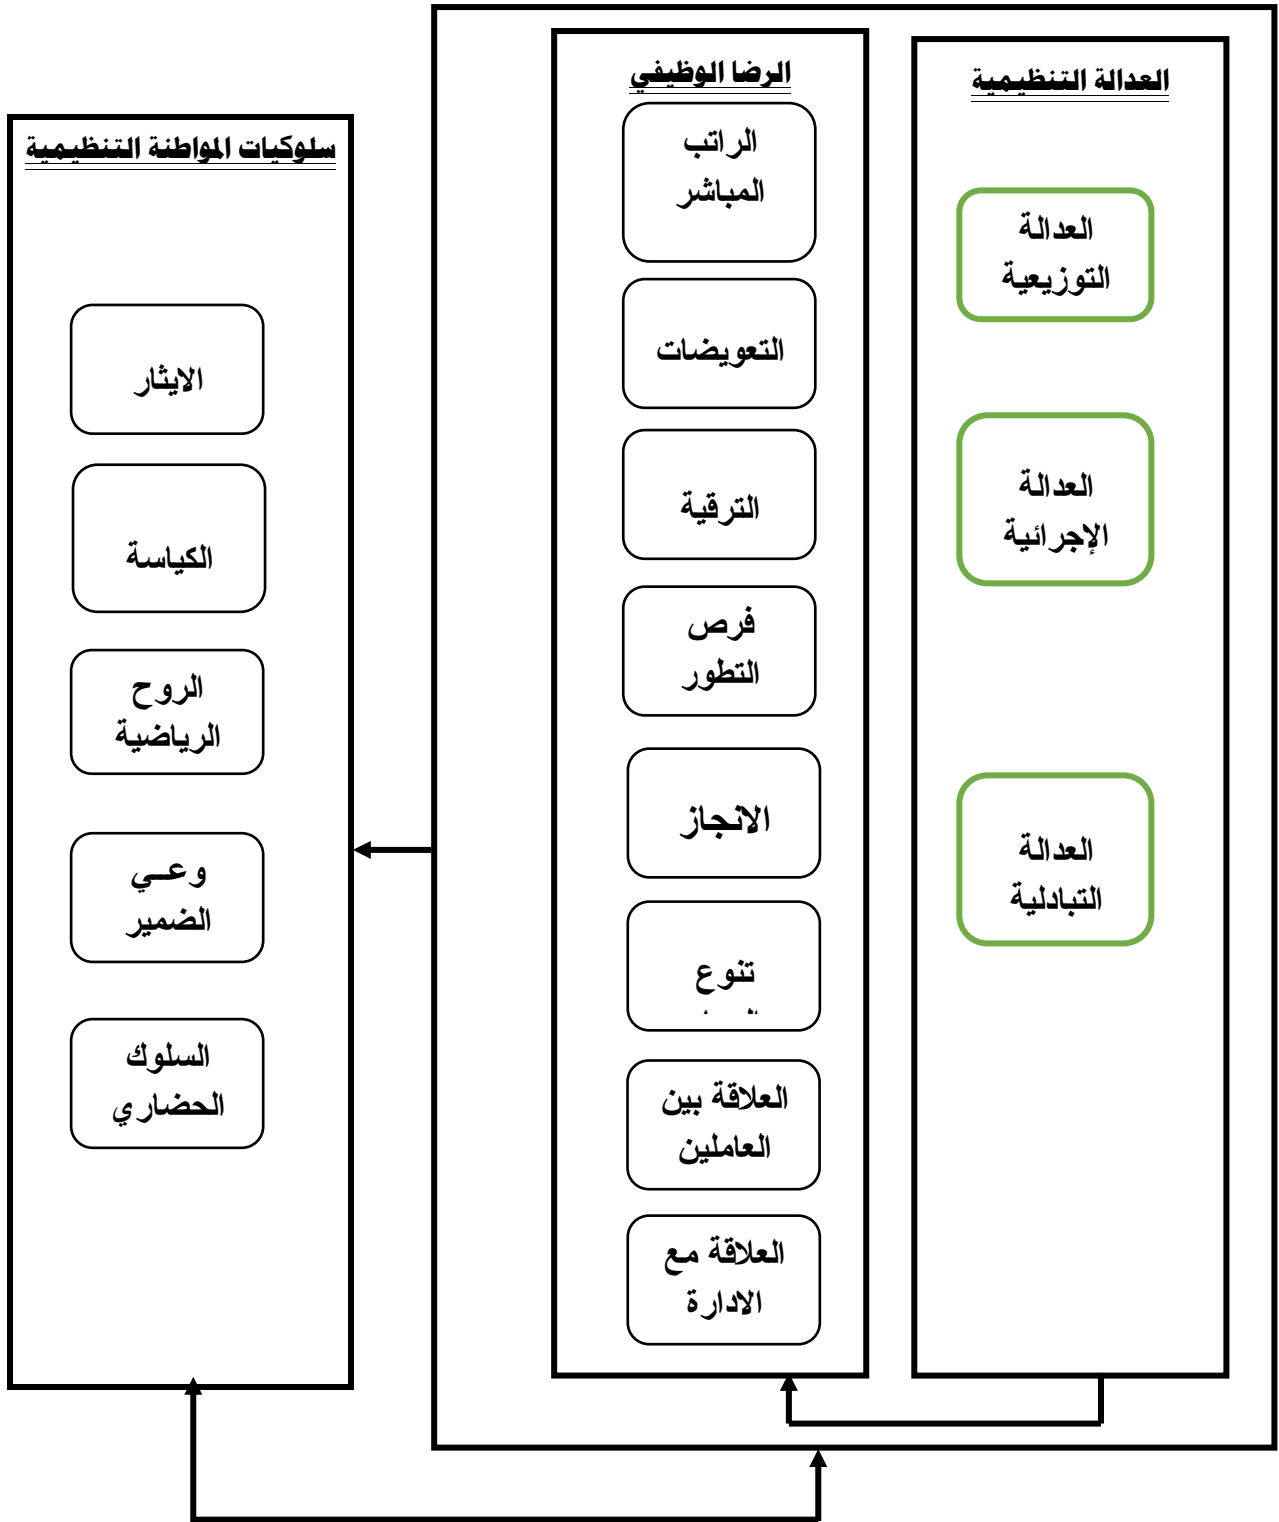 العدالة التنظيمية
العدالة
التوزيعية
العدالة
الإجرائية
العدالة
التبادلية
الرضا الوظيفي
الراتب
المباشر
التعويضات
الترقية
فرص
التطور
الانجاز
تنوع
العلاقة بين
العاملين
العلاقة مع
الادارة
سلوكيات المواطنة التنظيمية
الايثار
الكياسة
الروح
الرياضية
وعي
الضمير
السلوك
الحضاري